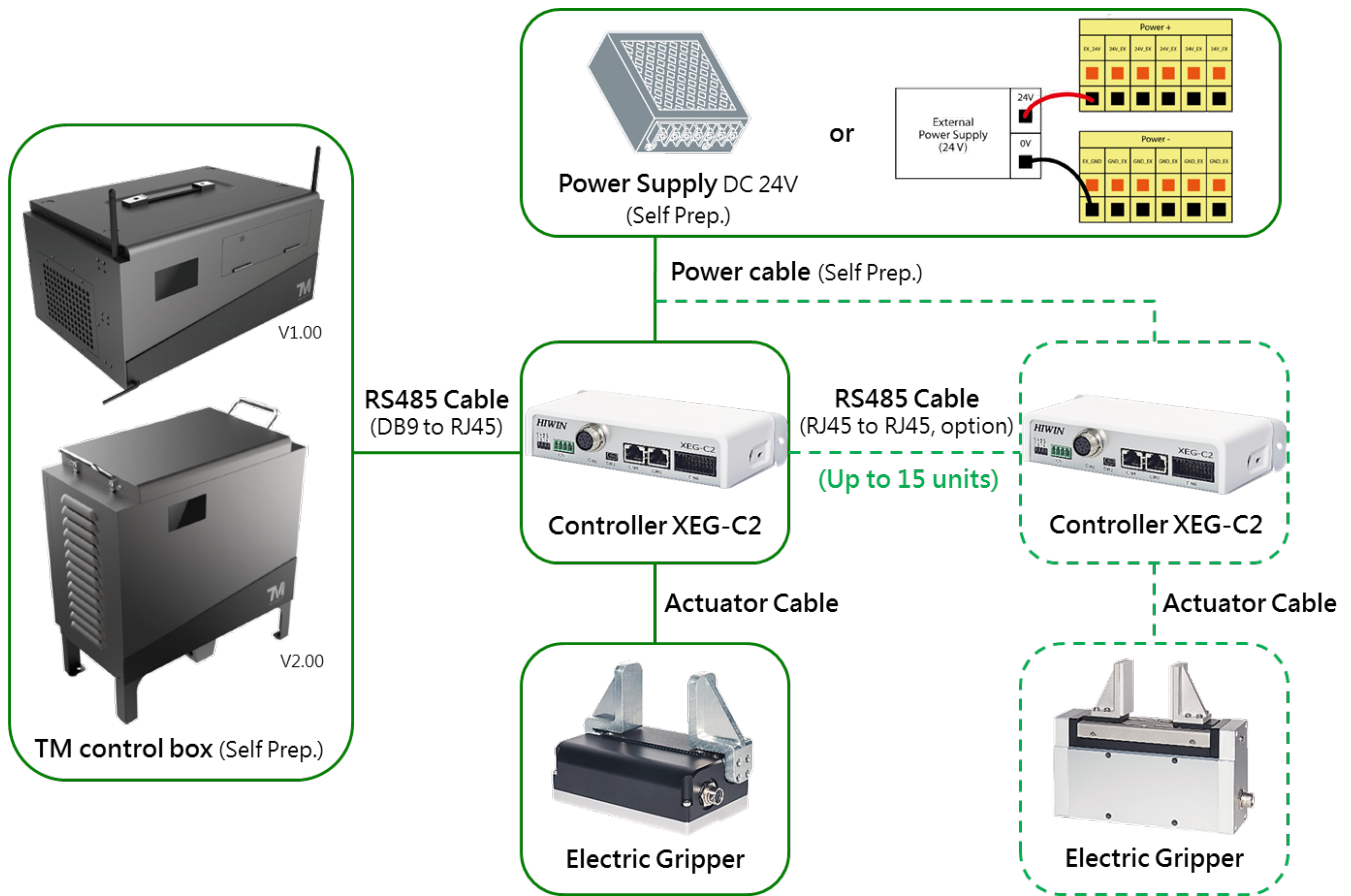 Power +
EX_24V 24V_EX 24V_EX 24V_EX 24V_EX 24V_EX
24V
External
Power Supply
(24 V)
0V
or
Power -
EX_GND GND_EX GND_EX GND_EX GND_EX GND_EX
Power Supply DC 24V
(Self Prep.)
Power cable (Self Prep.)
TM
V1.00
TM
V2.00
TM control box (Self Prep.)
RS485 Cable
(DB9 to RJ45)
HIWIN
XEG-C2
Controller XEG-C2
RS485 Cable
(RJ45 to RJ45, option)
(Up to 15 units)
HIWIN
XEG-C2
Controller XEG-C2
Actuator Cable
Actuator Cable
Electric Gripper
Electric Gripper